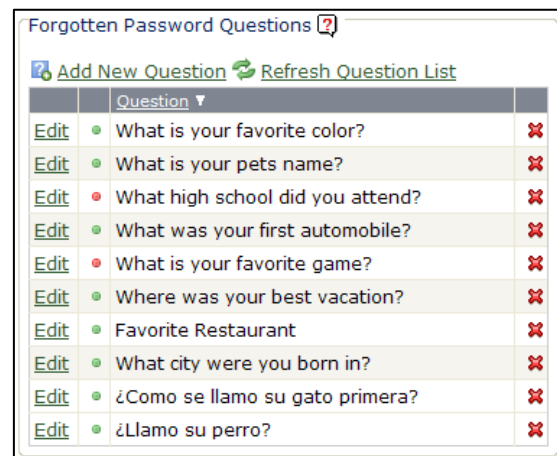 Forgotten Password Questions ?
Add New Question Refresh Question List
Question ▼
Edit What is your favorite color?
Edit What is your pets name?
Edit What high school did you attend?
Edit What was your first automobile?
Edit What is your favorite game?
Edit Where was your best vacation?
Edit Favorite Restaurant
Edit What city were you born in?
Edit ¿Como se llamo su gato primera?
Edit ¿Llamo su perro?